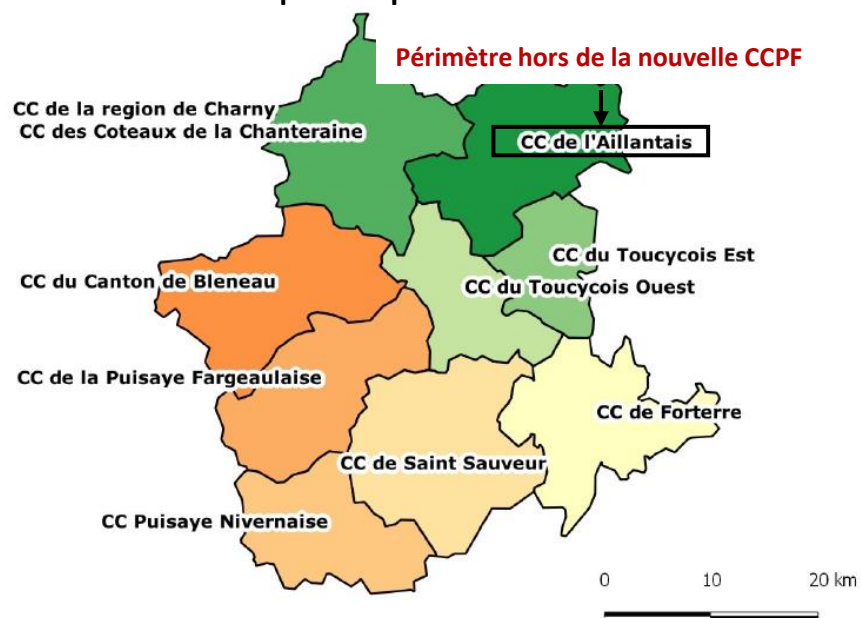 Périmètre hors de la nouvelle CCPF
CC de la region de Charny
CC des Coteaux de la Chanteraine
CC de l'Aillantais
CC du Toucycois Est
CC du Canton de Bleneau
CC du Toucycois Ouest
CC de la Puisaye Fargeaulaise
CC de Forterre
CC de Saint Sauveur
CC Puisaye Nivernaise
0 10 20 km